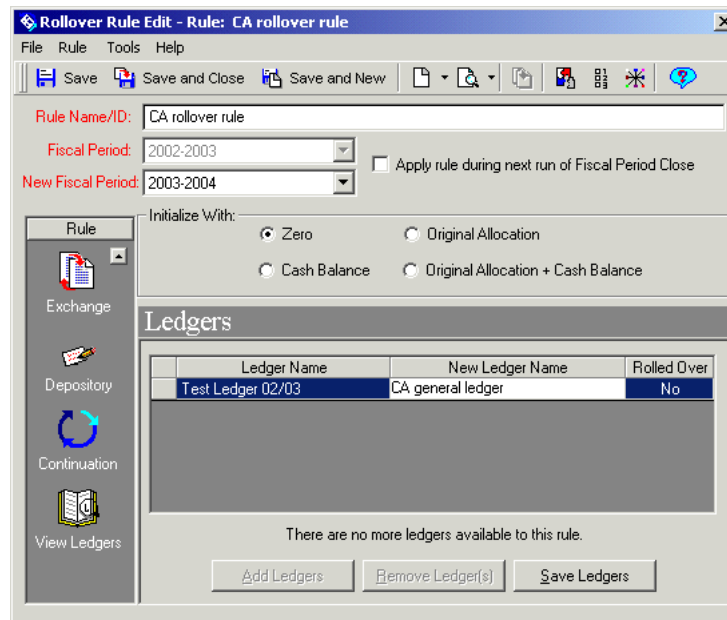 Rollover Rule Edit - Rule: CA rollover rule
File Rule Tools Help
Save Save and Close Save and New
Rule Name/ID: CA rollover rule
Fiscal Period: 2002-2003
Apply rule during next run of Fiscal Period Close
New Fiscal Period: 2003-2004
Rule
Initialize With:
Zero Original Allocation
Cash Balance Original Allocation + Cash Balance
Exchange
Depository
Continuation
View Ledgers
Ledgers
Ledger Name New Ledger Name Rolled Over
Test Ledger 02/03 CA general ledger No
There are no more ledgers available to this rule.
Add Ledgers Remove Ledger(s) Save Ledgers